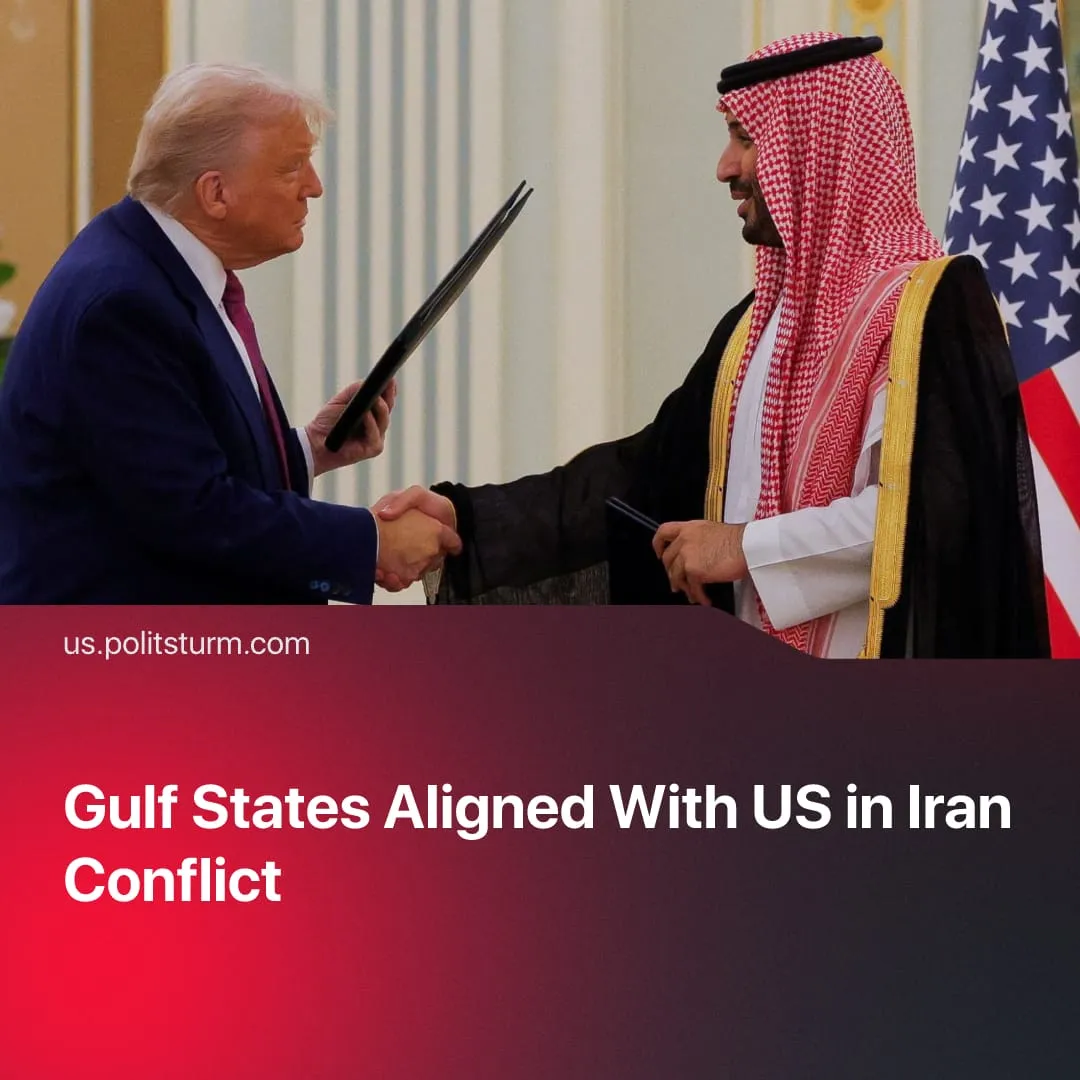 us.politsturm.com
Gulf States Aligned With US in Iran
Conflict